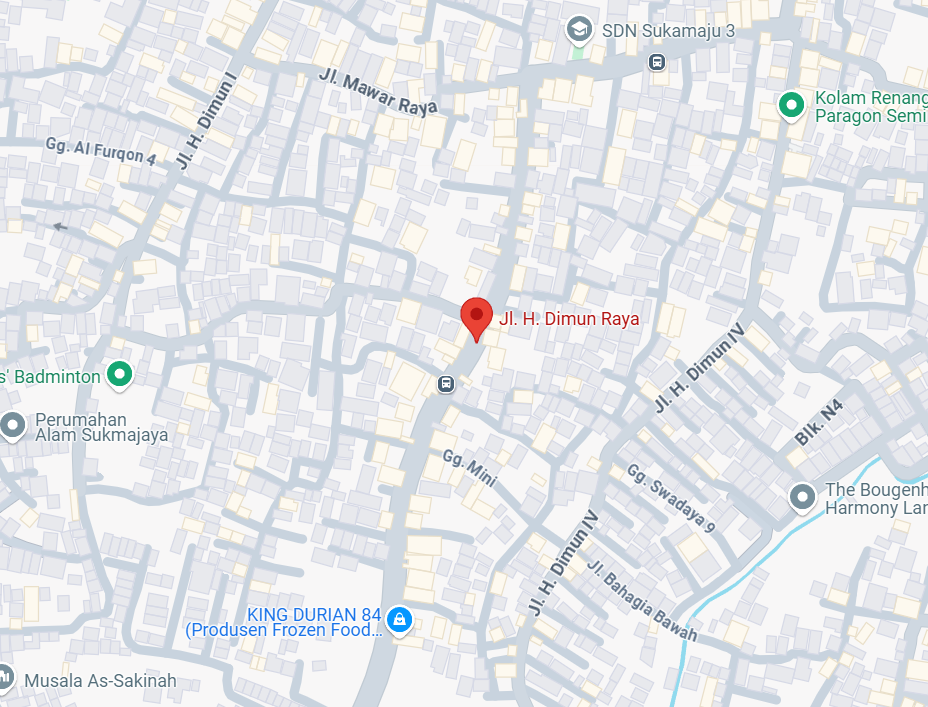 SDN Sukamaju 3
Jl. Mawar Raya
Jl. H. Dimun I
Kolam Renang
Paragon Semi
Gg. Al Furqon 4
Jl. H. Dimun Raya
Jl. H. Dimun IV
s' Badminton
Perumahan
Alam Sukmajaya
Blk. N4
Gg. Mini
Gg. Swadaya 9
The Bougenh
Harmony Lan
Jl. H. Dimun IV
Jl. Bahagia Bawah
KING DURIAN 84
(Produsen Frozen Food...
Musala As-Sakinah